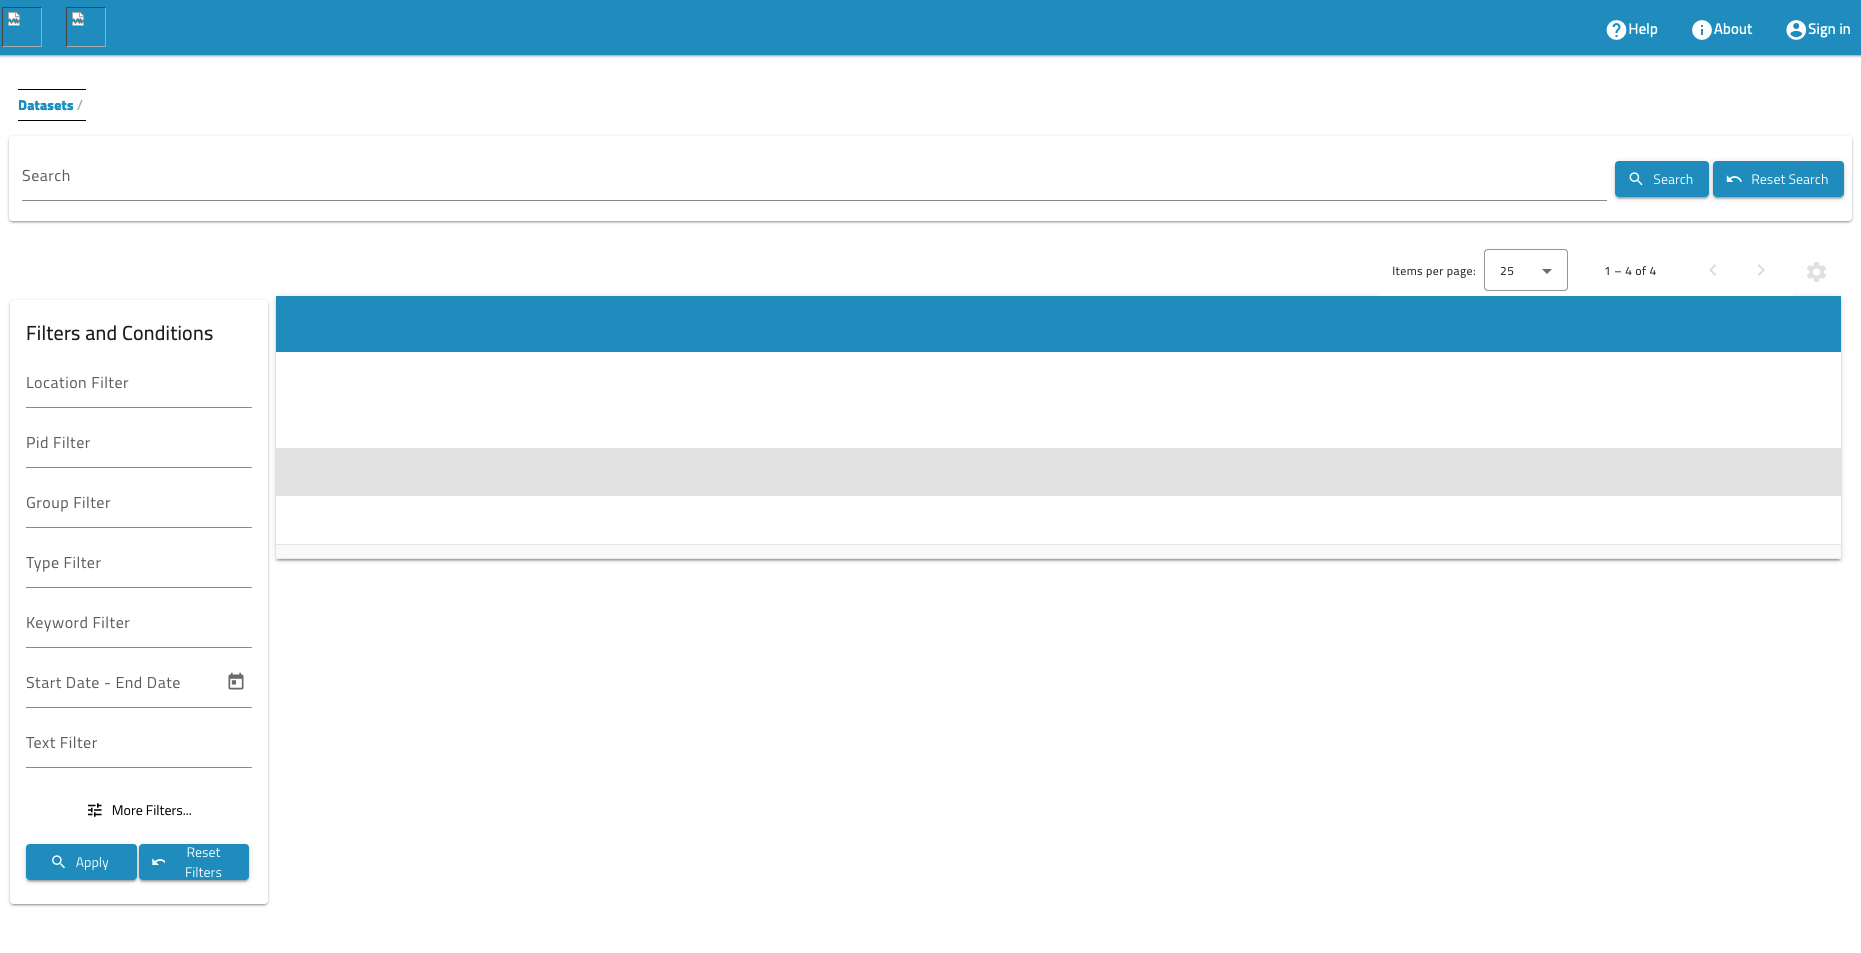 Help About Sign in
Datasets /
Search
Search Reset Search
Items per page: 25 1 – 4 of 4
Filters and Conditions
Location Filter
Pid Filter
Group Filter
Type Filter
Keyword Filter
Start Date - End Date
Text Filter
More Filters...
Apply
Reset
Filters